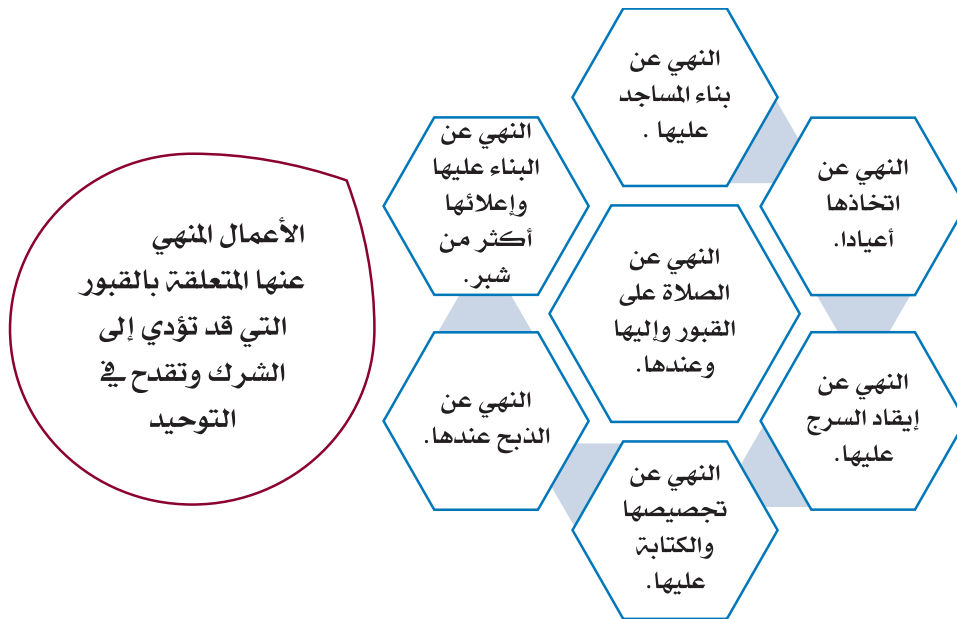 الأعمال المنهي
عنها المتعلقة بالقبور
التي قد تؤدي إلى
الشرك وتقدح في
التوحيد
النهي عن
الصلاة على
القبور وإليها
وعندها.
النهي عن
بناء المساجد
عليها .
النهي عن
اتخاذها
أعيادا.
النهي عن
إيقاد السرج
عليها.
النهي عن
تجصيصها
والكتابة
عليها.
النهي عن
الذبح عندها.
النهي عن
البناء عليها
وإعلائها
أكثر من
شبر.